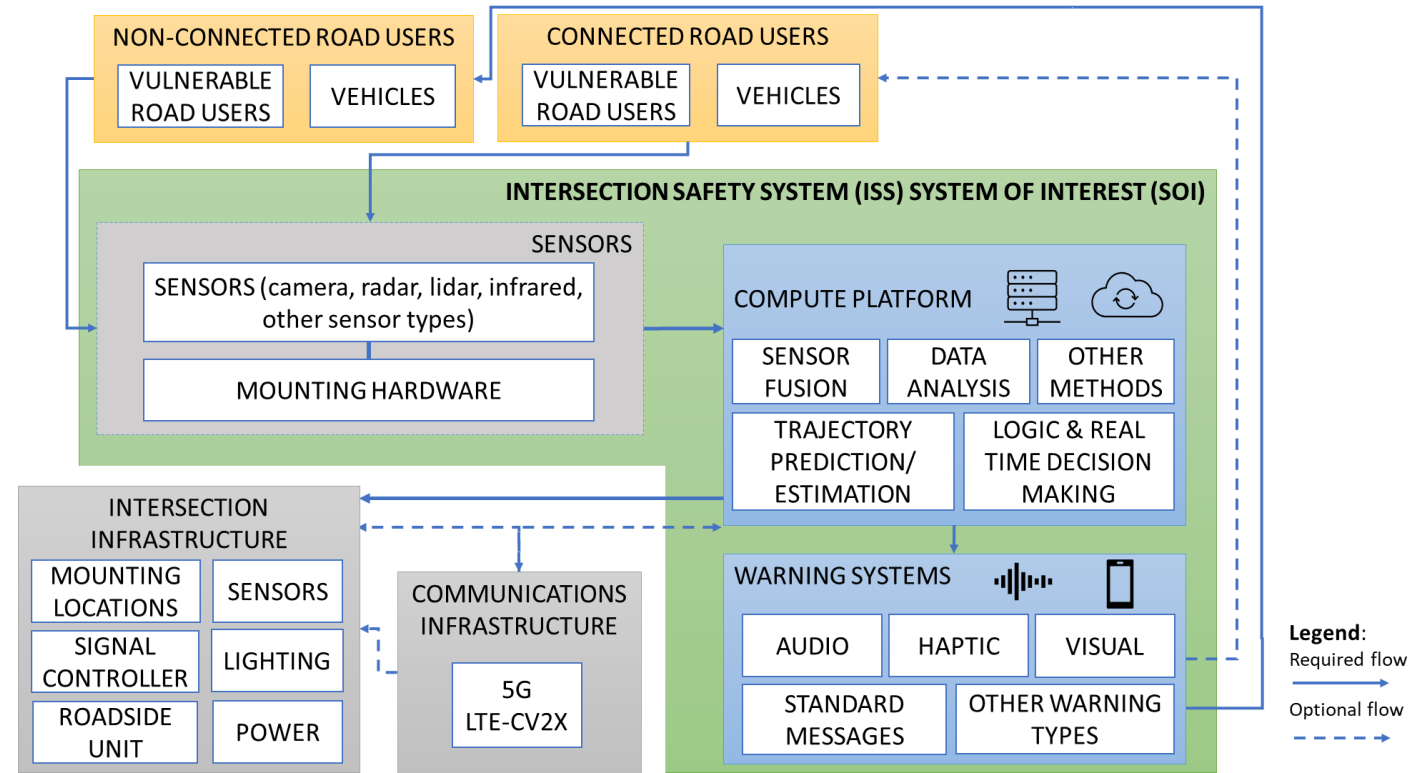 NON-CONNECTED ROAD USERS
VULNERABLE
ROAD USERS
VEHICLES
CONNECTED ROAD USERS
VULNERABLE
ROAD USERS
VEHICLES
INTERSECTION SAFETY SYSTEM (ISS) SYSTEM OF INTEREST (SOI)
SENSORS
SENSORS (camera, radar, lidar, infrared,
other sensor types)
MOUNTING HARDWARE
COMPUTE PLATFORM
SENSOR
FUSION
DATA
ANALYSIS
OTHER
METHODS
TRAJECTORY
PREDICTION/
ESTIMATION
LOGIC & REAL
TIME DECISION
MAKING
INTERSECTION
INFRASTRUCTURE
MOUNTING
LOCATIONS
SENSORS
SIGNAL
CONTROLLER
LIGHTING
ROADSIDE
UNIT
POWER
COMMUNICATIONS
INFRASTRUCTURE
5G
LTE-CV2X
WARNING SYSTEMS
AUDIO
HAPTIC
VISUAL
STANDARD
MESSAGES
OTHER WARNING
TYPES
Legend:
Required flow
Optional flow